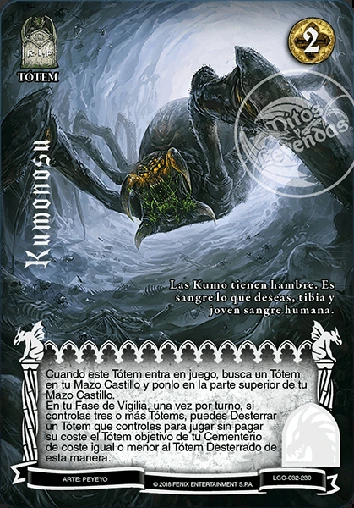 2
TÓTEM
Mitos y Leyendas
Kumonosu
Las Kumo tienen hambre. Es
sangre lo que deseas, tibia y
joven sangre humana.
Cuando este Tótem entra en juego, busca un Tótem
en tu Mazo Castillo y ponlo en la parte superior de tu
Mazo Castillo.
En tu Fase de Vigilia, una vez por turno, si
controlas tres o más Tótems, puedes Desterrar
un Tótem que controles para jugar sin pagar
su coste el Tótem objetivo de tu Cementerio
de coste igual o menor al Tótem Desterrado de
esta manera.
ARTE: PEYEYO
© 2018 FENIX ENTERTAINMENT S.P.A.